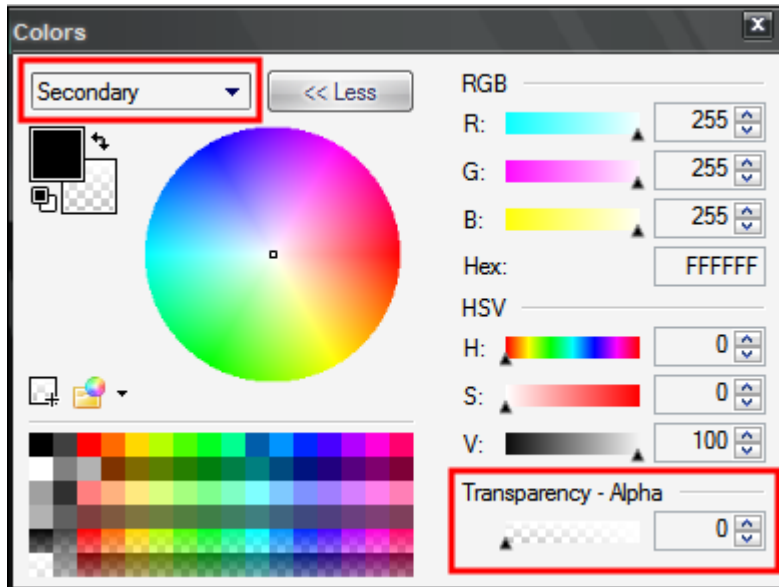 Colors
Secondary
<< Less
RGB
R: 255
G: 255
B: 255
Hex: FFFFFF
HSV
H: 0
S: 0
V: 100
Transparency - Alpha
0